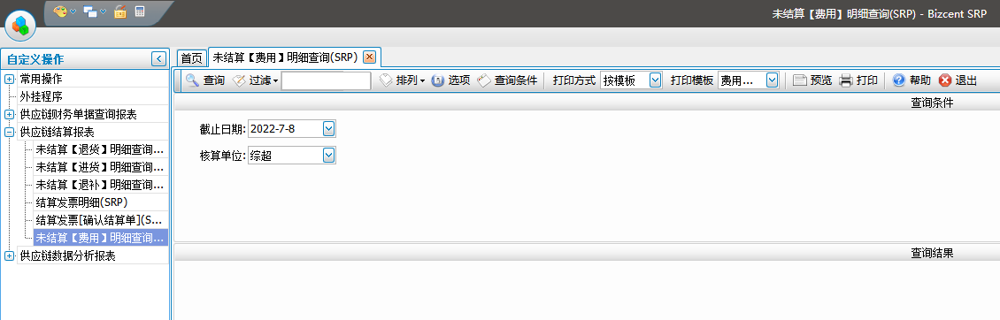 未结算【费用】明细查询(SRP) - Bizcent SRP
自定义操作
首页 未结算【费用】明细查询(SRP)
查询 过滤 排列 选项 查询条件 打印方式 按模板 打印模板 费用... 预览 打印 帮助 退出
常用操作
外挂程序
供应链财务单据查询报表
供应链结算报表
未结算【退货】明细查询...
未结算【进货】明细查询...
未结算【退补】明细查询...
结算发票明细(SRP)
结算发票[确认结算单](S...
未结算【费用】明细查询...
供应链数据分析报表
查询条件
截止日期: 2022-7-8
核算单位: 综超
查询结果